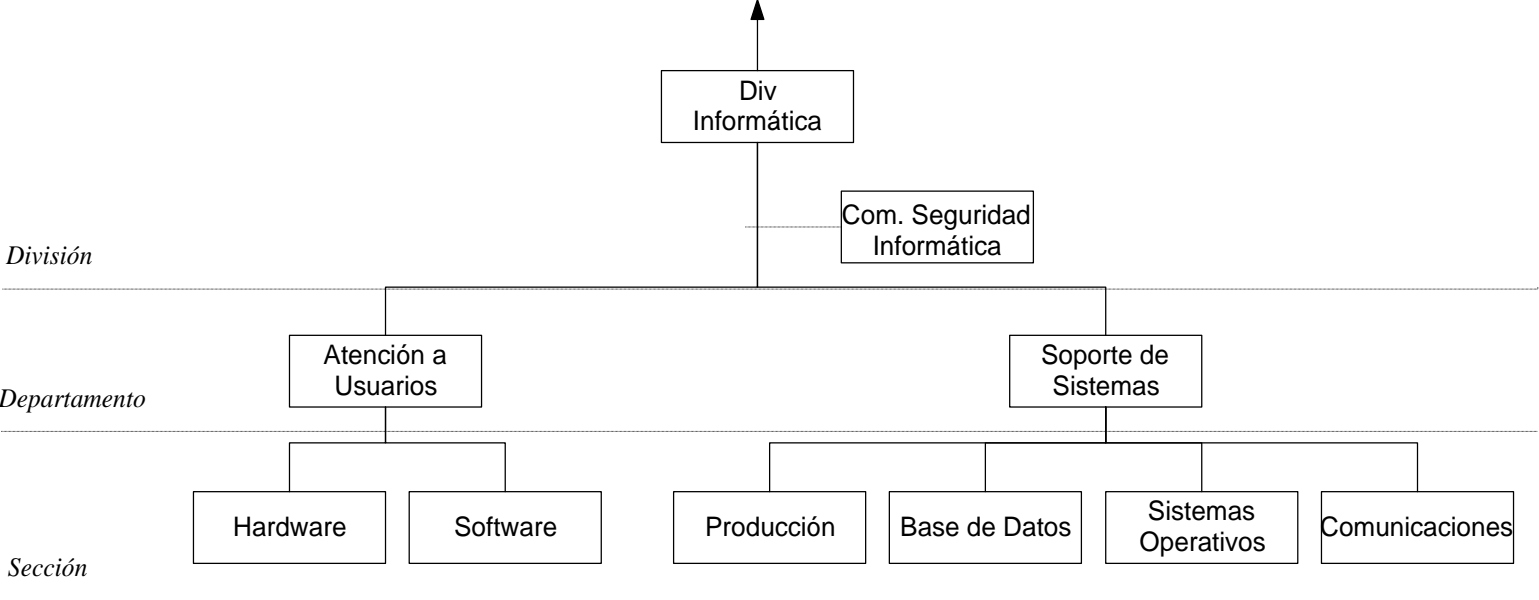 Div
Informática
Com. Seguridad
Informática
División
Atención a
Usuarios
Soporte de
Sistemas
Departamento
Hardware
Software
Producción
Base de Datos
Sistemas
Operativos
Comunicaciones
Sección